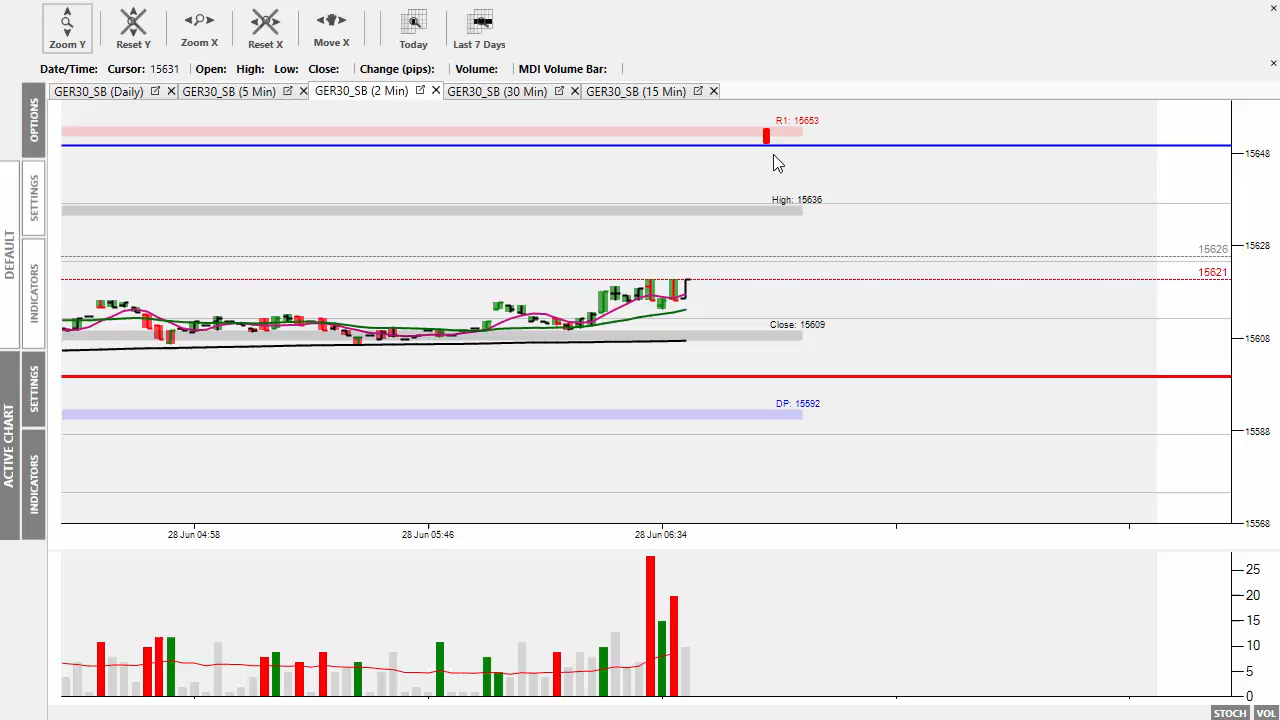 Zoom Y Reset Y Zoom X Reset X Move X Today Last 7 Days
Date/Time: Cursor: 15631 Open: High: Low: Close: Change (pips): Volume: MDI Volume Bar:
GER30_SB (Daily) GER30_SB (5 Min) GER30_SB (2 Min) GER30_SB (30 Min) GER30_SB (15 Min)
OPTIONS
SETTINGS
INDICATORS
DEFAULT
SETTINGS
INDICATORS
ACTIVE CHART
R1: 15653
15648
High: 15636
15628
15626
15621
Close: 15609
15608
DP: 15592
15588
15568
28 Jun 04:58 28 Jun 05:46 28 Jun 06:34
25
20
15
10
5
0
STOCH VOL